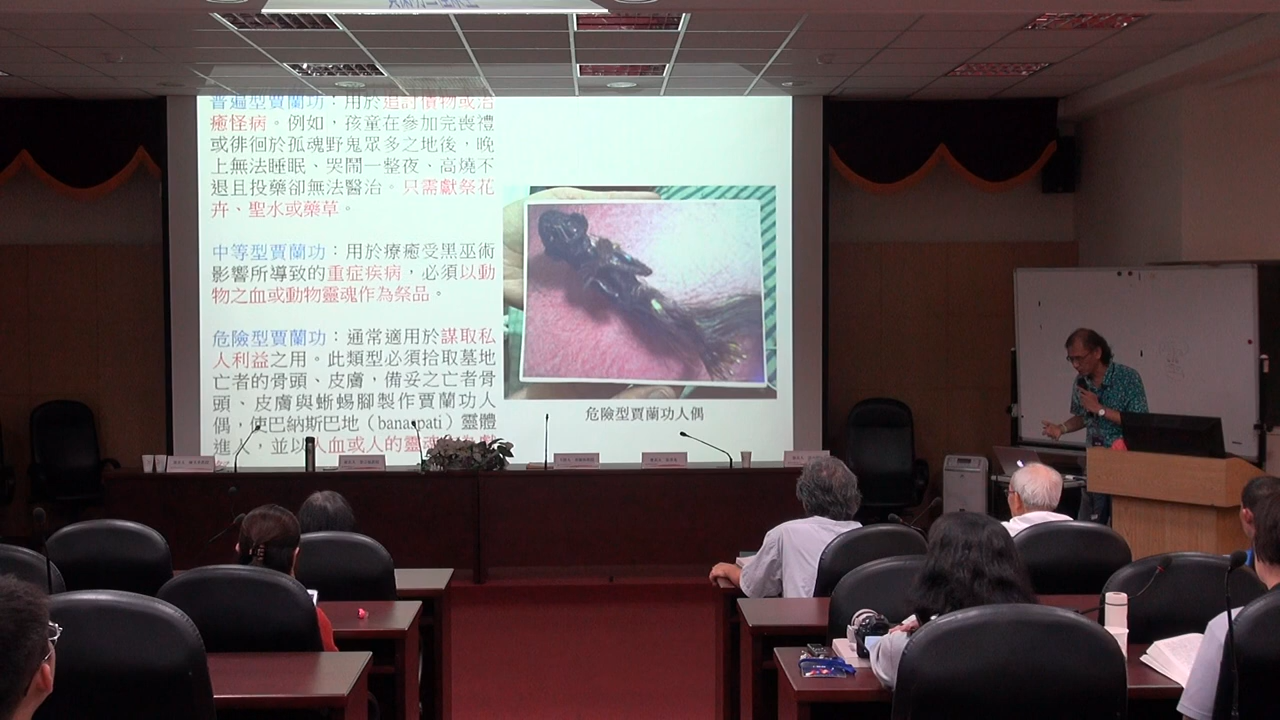 普遍型賈蘭功：用於追討債物或治
癒怪病。例如，孩童在參加完喪禮
或徘徊於孤魂野鬼眾多之地後，晚
上無法睡眠、哭鬧一整夜、高燒不
退且投藥卻無法醫治。只需獻祭花
卉、聖水或藥草。
中等型賈蘭功：用於療癒受黑巫術
影響所導致的重症疾病，必須以動
物之血或動物靈魂作為祭品。
危險型賈蘭功：通常適用於謀取私
人利益之用。此類型必須拾取墓地
亡者的骨頭、皮膚，備妥之亡者骨
頭、皮膚與蜥蜴腳製作賈蘭功人
偶，使巴納斯巴地（banaspati）靈體
進入，並以人血或人的靈魂作為獻
危險型賈蘭功人偶